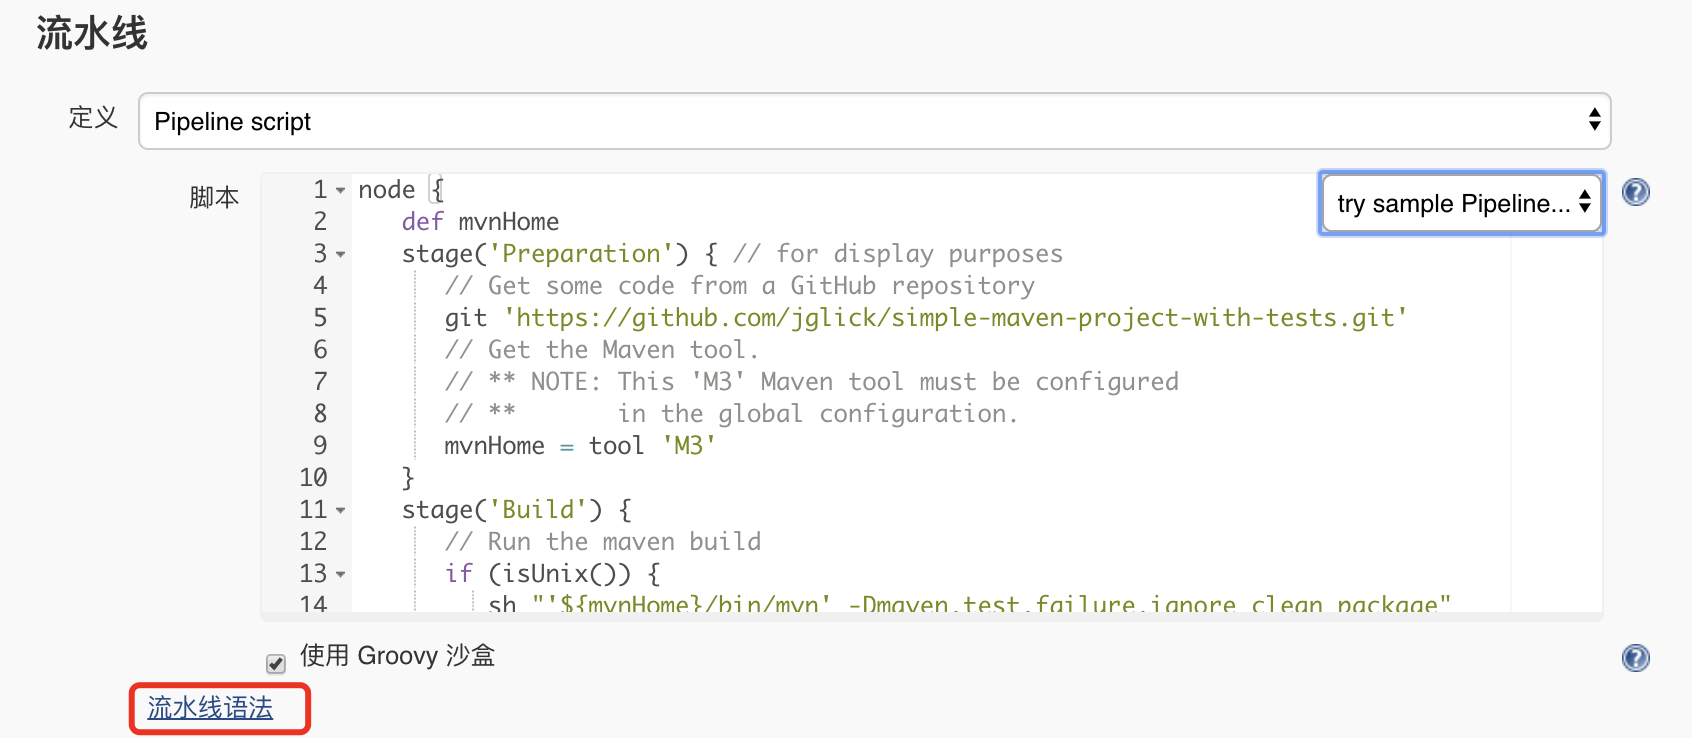 流水线
定义 Pipeline script
脚本
try sample Pipeline...
1 node {
2 def mvnHome
3 stage('Preparation') { // for display purposes
4 // Get some code from a GitHub repository
5 git 'https://github.com/jglick/simple-maven-project-with-tests.git'
6 // Get the Maven tool.
7 // ** NOTE: This 'M3' Maven tool must be configured
8 // **       in the global configuration.
9 mvnHome = tool 'M3'
10 }
11 stage('Build') {
12 // Run the maven build
13 if (isUnix()) {
14 sh "'${mvnHome}/bin/mvn' -Dmaven.test.failure.ignore clean package"
使用 Groovy 沙盒
流水线语法